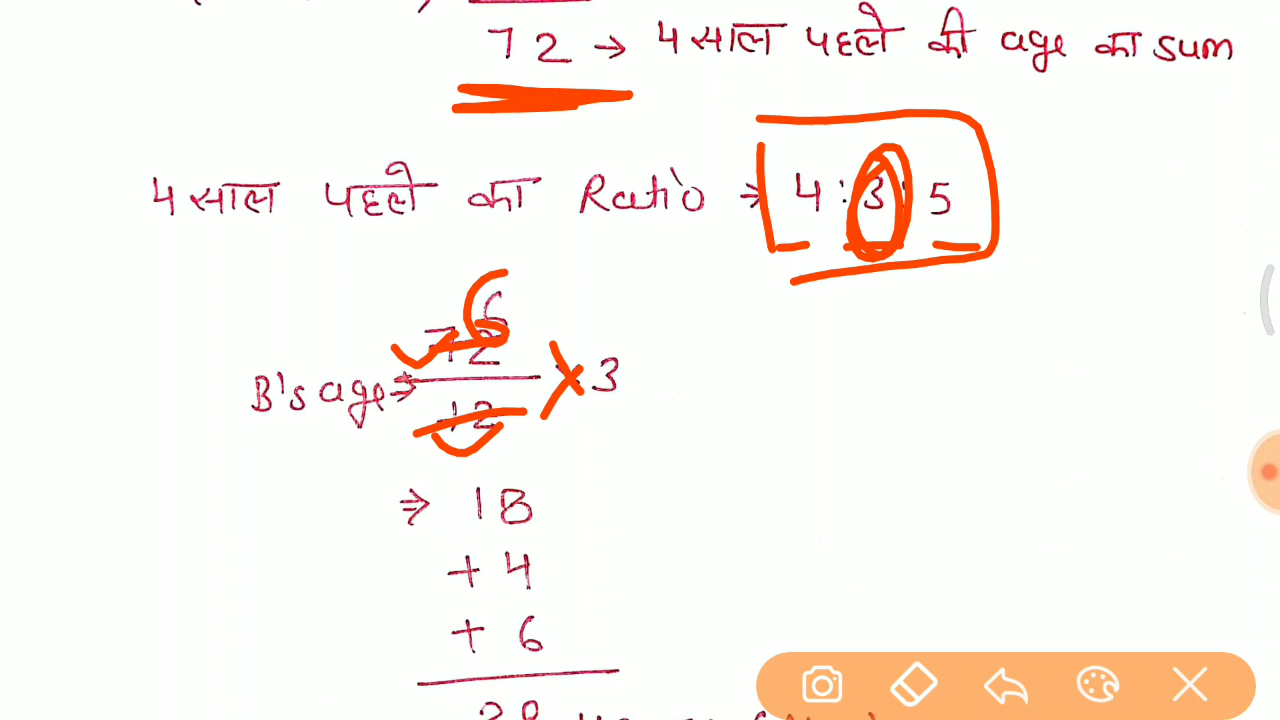 72 → 4 साल पहले की age का sum
4 साल पहले का Ratio ⇒ 4 : 3 : 5
6
B's age ⇒ 72/12 × 3
⇒ 18
+ 4
+ 6
28